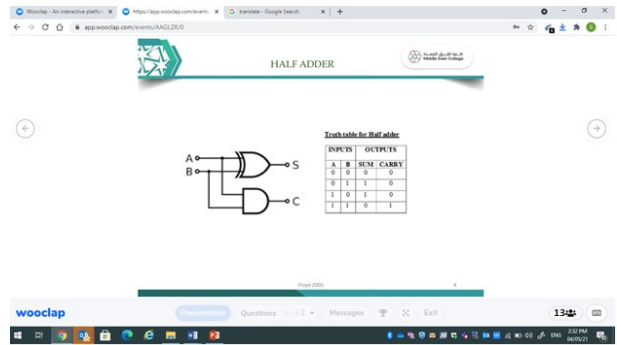 Wooclap - An interactive platfor
https://app.wooclap.com/events
translate - Google Search
app.wooclap.com/events/AAGLZR/0
HALF ADDER
Middle East College
Truth table for Half adder
INPUTS OUTPUTS
A B SUM CARRY
0 0 0 0
0 1 1 0
1 0 1 0
1 1 0 1
A
B
S
C
Floyd 2005
wooclap
Presentation Questions / 2 Messages Exit
13
ENG
2:32 PM
04/05/21